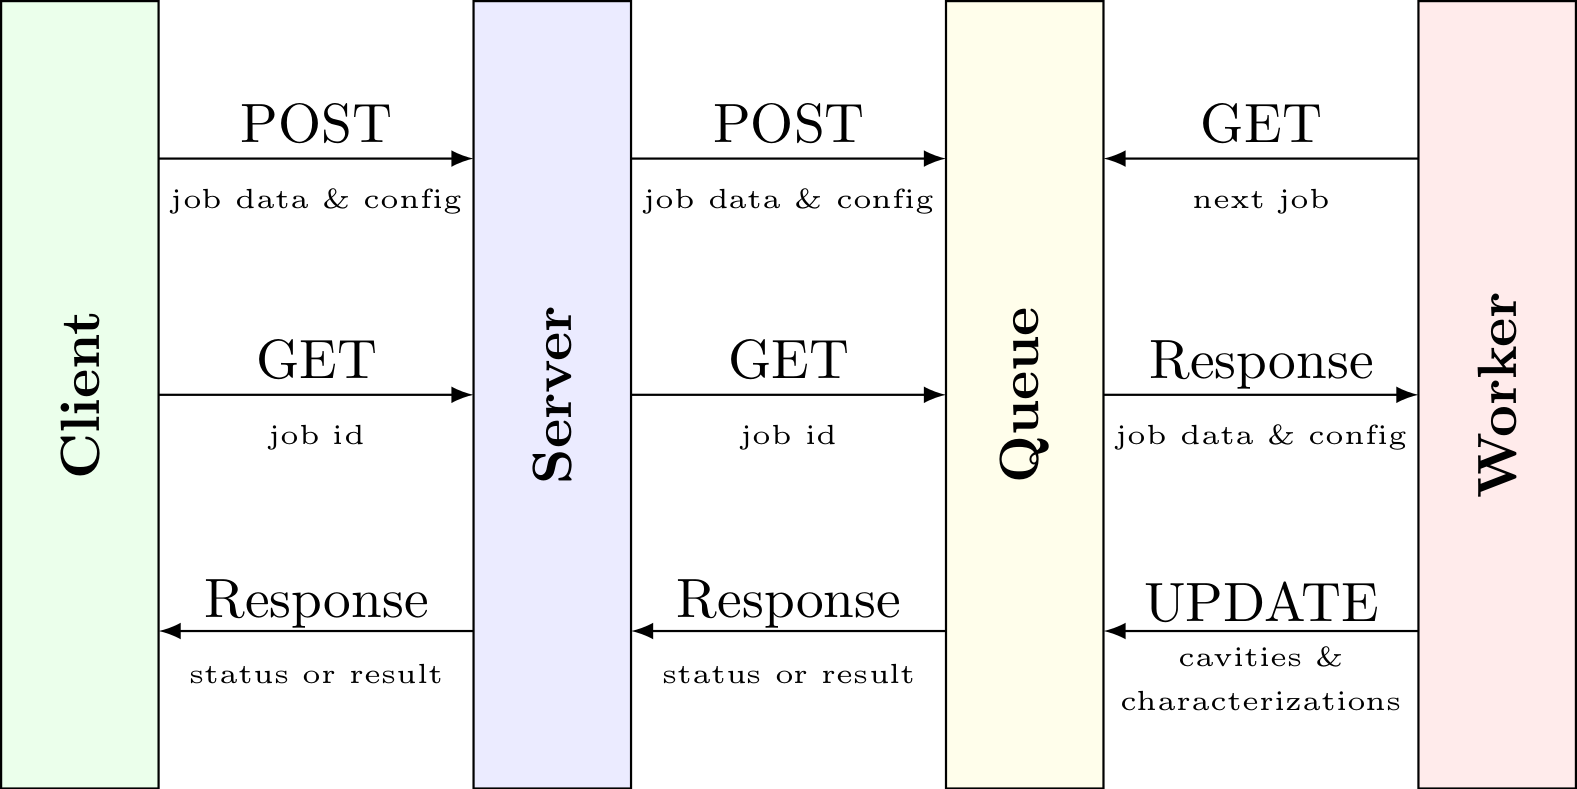 Client
POST
job data & config
GET
job id
Response
status or result
Server
POST
job data & config
GET
job id
Response
status or result
Queue
GET
next job
Response
job data & config
UPDATE
cavities &
characterizations
Worker